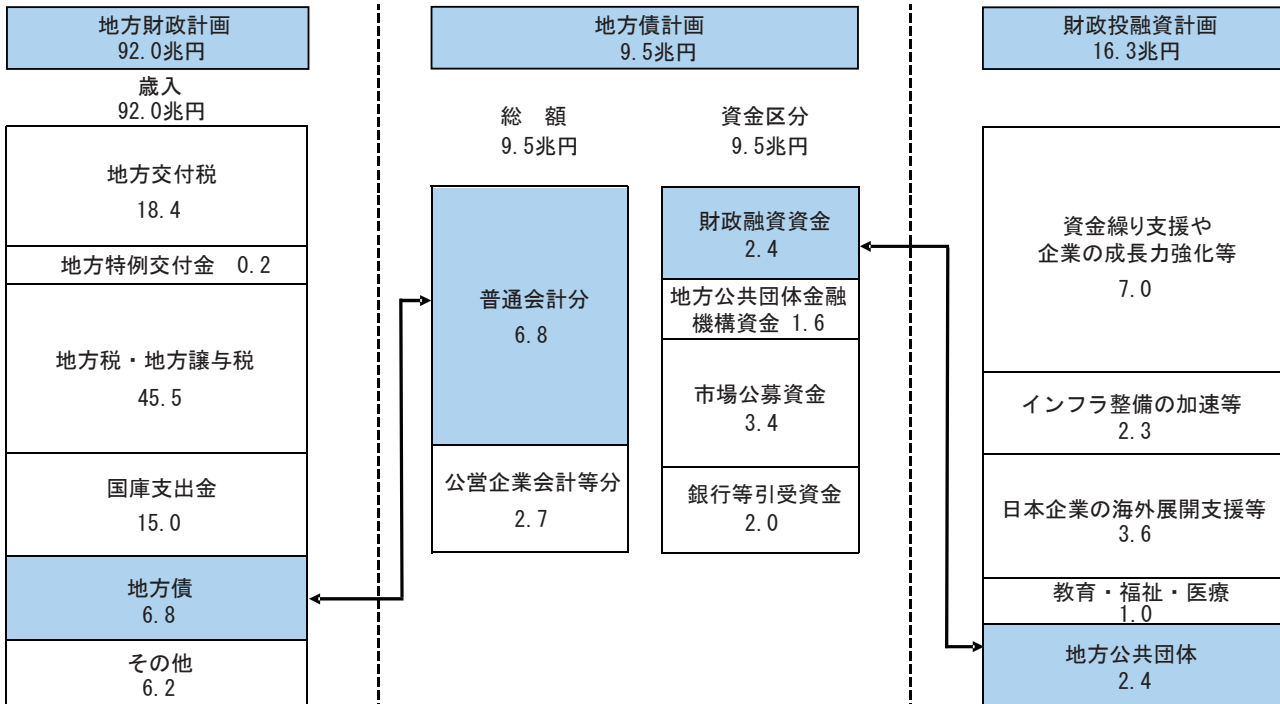 地方財政計画
92.0兆円
歳入
92.0兆円
地方交付税
18.4
地方特例交付金 0.2
地方税・地方譲与税
45.5
国庫支出金
15.0
地方債
6.8
その他
6.2
地方債計画
9.5兆円
総 額
9.5兆円
普通会計分
6.8
公営企業会計等分
2.7
資金区分
9.5兆円
財政融資資金
2.4
地方公共団体金融
機構資金 1.6
市場公募資金
3.4
銀行等引受資金
2.0
財政投融資計画
16.3兆円
資金繰り支援や
企業の成長力強化等
7.0
インフラ整備の加速等
2.3
日本企業の海外展開支援等
3.6
教育・福祉・医療
1.0
地方公共団体
2.4